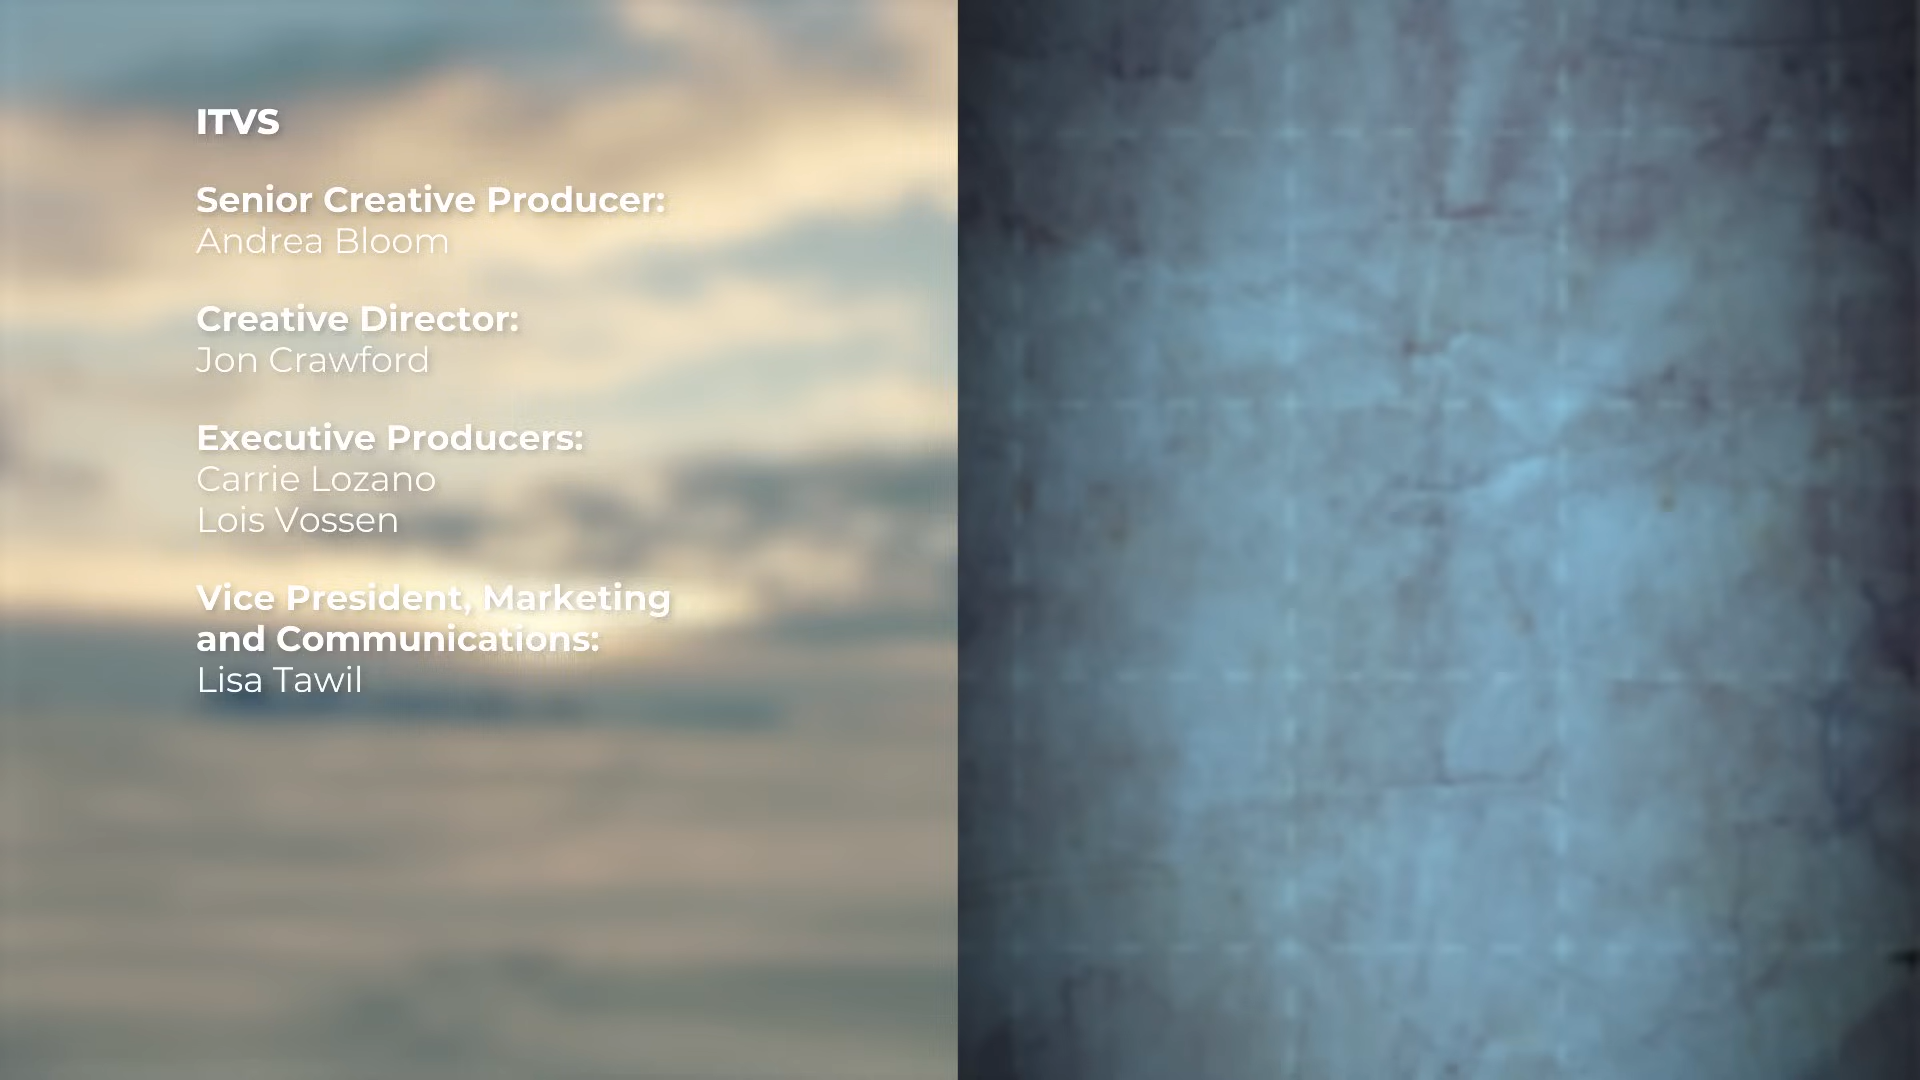 ITVS
Senior Creative Producer:
Andrea Bloom
Creative Director:
Jon Crawford
Executive Producers:
Carrie Lozano
Lois Vossen
Vice President, Marketing
and Communications:
Lisa Tawil